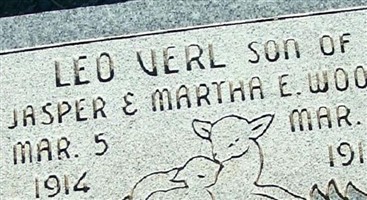 LEO VERL SON OF
JASPER & MARTHA E. WOO
MAR. 5 MAR.
1914 191